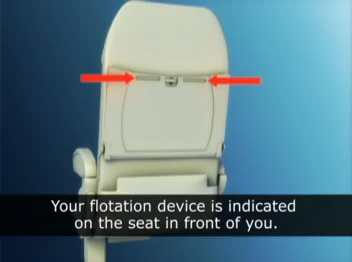 Your flotation device is indicated
on the seat in front of you.